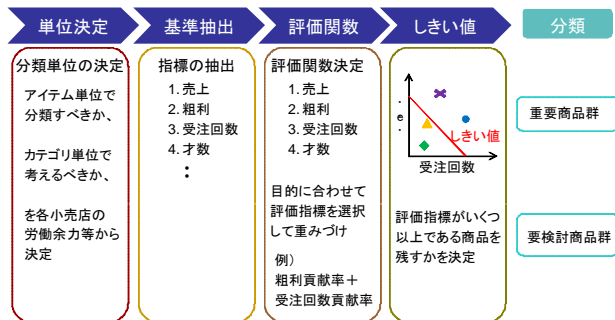 単位決定
基準抽出
評価関数
しきい値
分類
分類単位の決定
アイテム単位で
分類すべきか、
カテゴリ単位で
考えるべきか、
を各小売店の
労働余力等から
決定
指標の抽出
1. 売上
2. 粗利
3. 受注回数
4. 才数
：
評価関数決定
1. 売上
2. 粗利
3. 受注回数
4. 才数
目的に合わせて
評価指標を選択
して重みづけ
例）
粗利貢献率＋
受注回数貢献率
しきい値
受注回数
評価指標がいくつ
以上である商品を
残すかを決定
重要商品群
要検討商品群